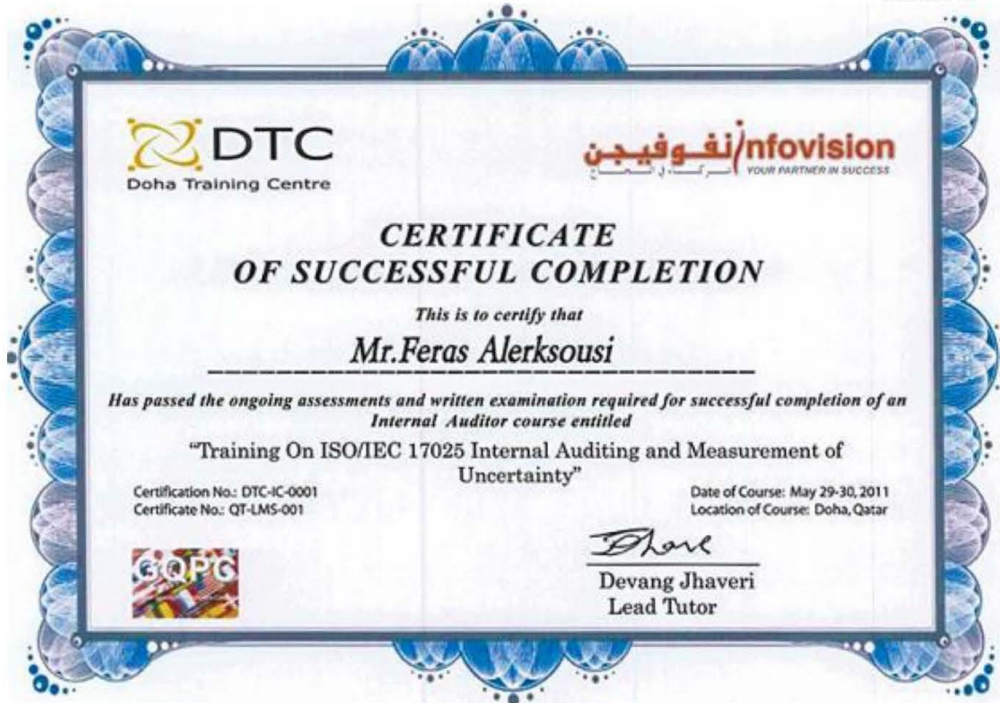 DTC
Doha Training Centre
إنفوفيجن infovision
YOUR PARTNER IN SUCCESS
CERTIFICATE
OF SUCCESSFUL COMPLETION
This is to certify that
Mr.Feras Alerksousi
Has passed the ongoing assessments and written examination required for successful completion of an
Internal Auditor course entitled
“Training On ISO/IEC 17025 Internal Auditing and Measurement of
Uncertainty”
Certification No.: DTC-IC-0001
Certificate No.: QT-LMS-001
Date of Course: May 29-30, 2011
Location of Course: Doha, Qatar
GQPG
Devang Jhaveri
Lead Tutor